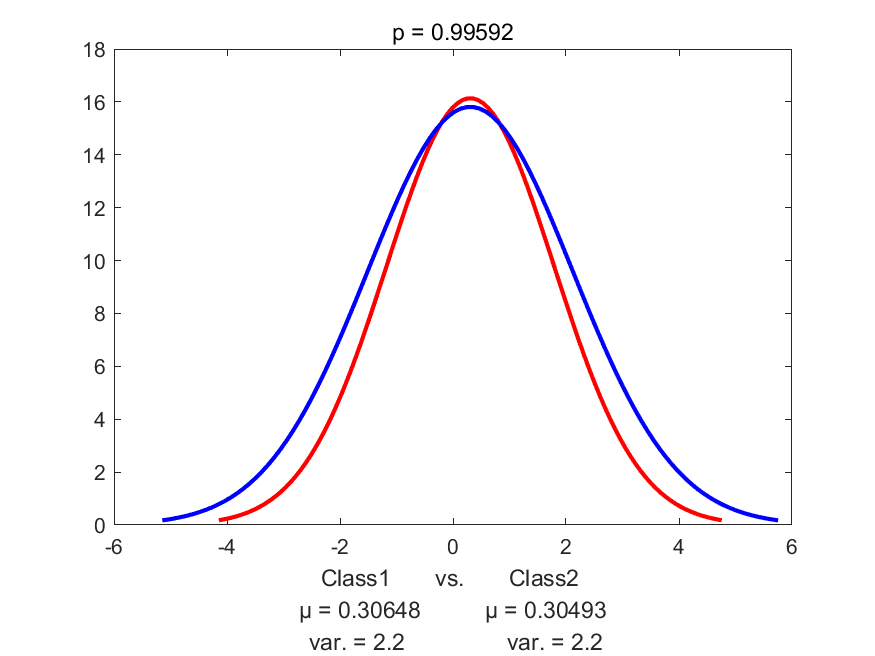 p = 0.99592
18
16
14
12
10
8
6
4
2
0
-6 -4 -2 0 2 4 6
Class1 vs. Class2
μ = 0.30648 μ = 0.30493
var. = 2.2 var. = 2.2